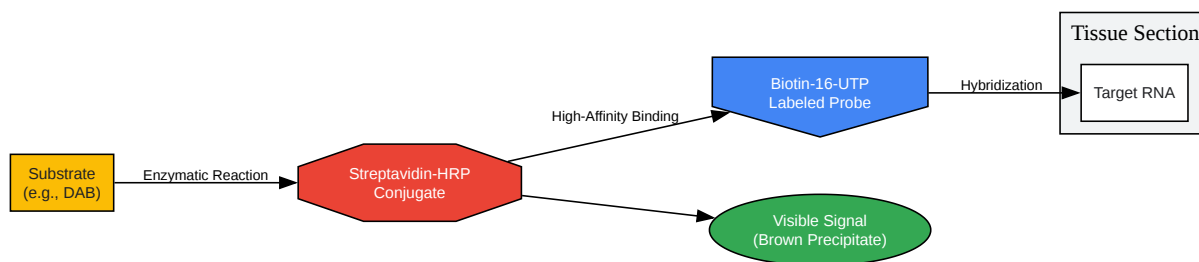 Substrate
(e.g., DAB)
Enzymatic Reaction
Streptavidin-HRP
Conjugate
High-Affinity Binding
Biotin-16-UTP
Labeled Probe
Hybridization
Tissue Section
Target RNA
Visible Signal
(Brown Precipitate)